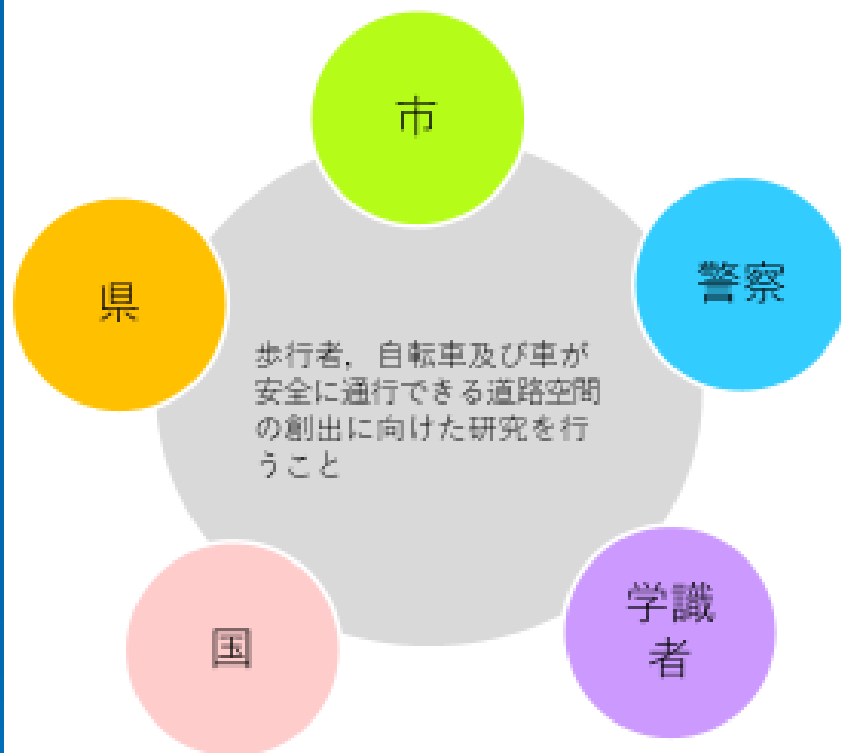 市
警察
県
歩行者，自転車及び車が
安全に通行できる道路空間
の創出に向けた研究を行
うこと
学識
者
国